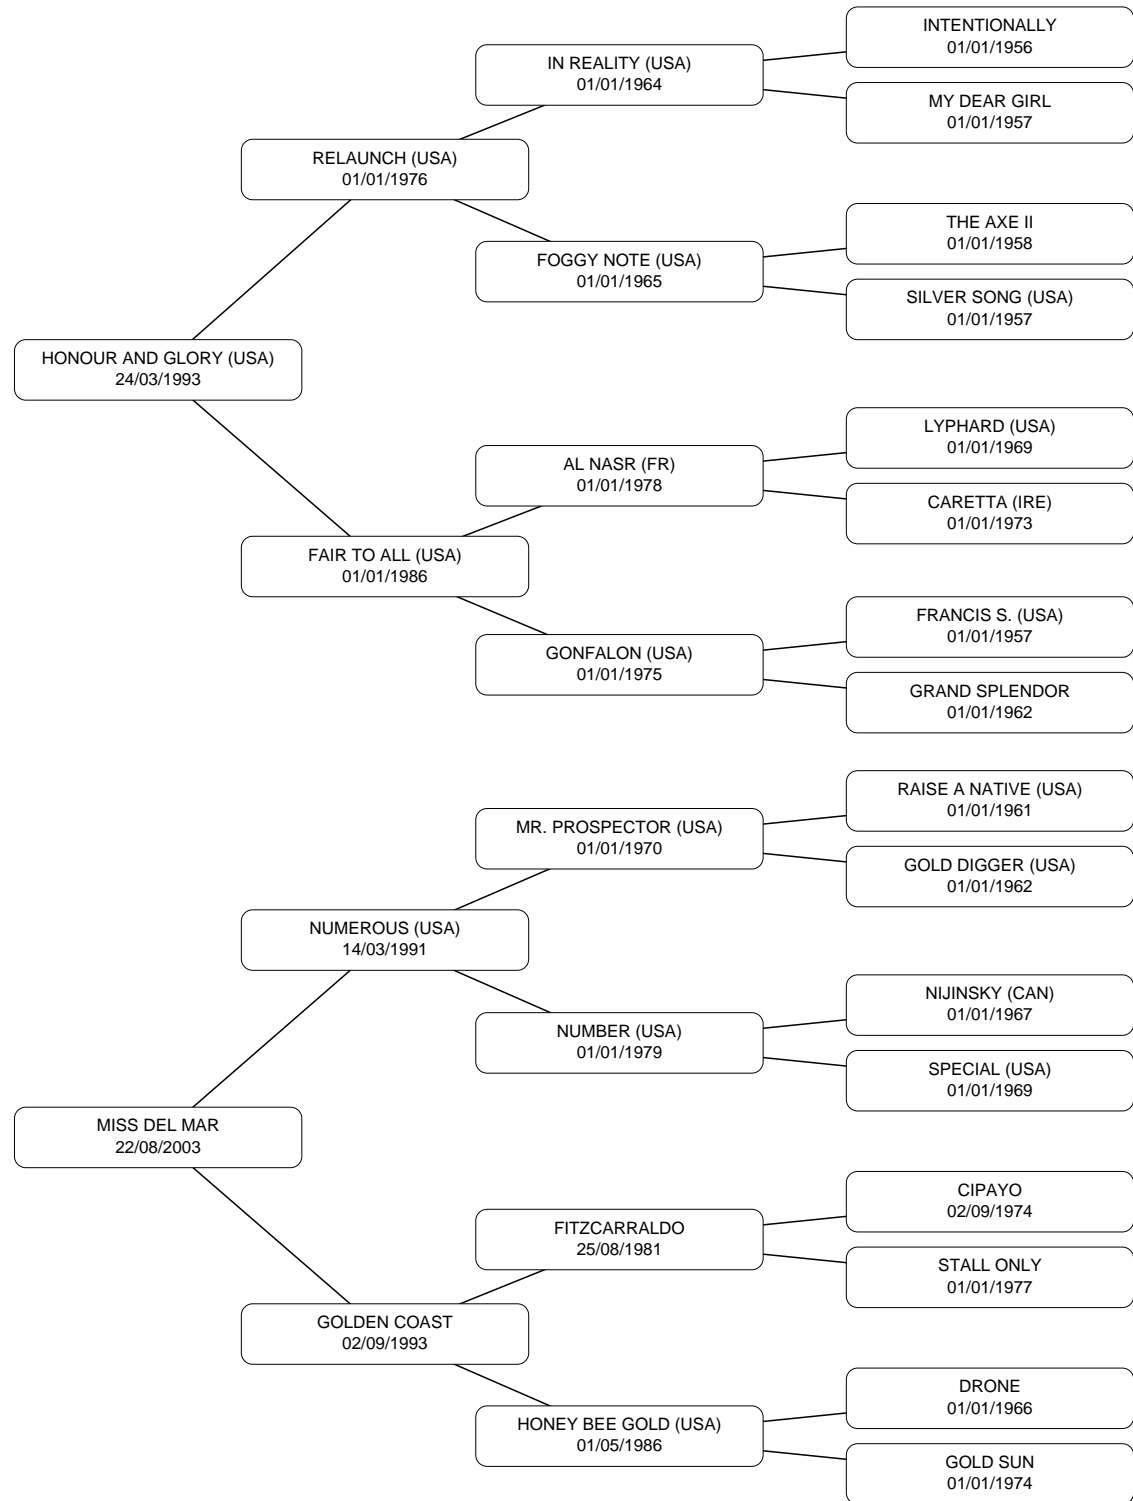 INTENTIONALLY
01/01/1956
IN REALITY (USA)
01/01/1964
MY DEAR GIRL
01/01/1957
RELAUNCH (USA)
01/01/1976
THE AXE II
01/01/1958
FOGGY NOTE (USA)
01/01/1965
SILVER SONG (USA)
01/01/1957
HONOUR AND GLORY (USA)
24/03/1993
LYPHARD (USA)
01/01/1969
AL NASR (FR)
01/01/1978
CARETTA (IRE)
01/01/1973
FAIR TO ALL (USA)
01/01/1986
FRANCIS S. (USA)
01/01/1957
GONFALON (USA)
01/01/1975
GRAND SPLENDOR
01/01/1962
RAISE A NATIVE (USA)
01/01/1961
MR. PROSPECTOR (USA)
01/01/1970
GOLD DIGGER (USA)
01/01/1962
NUMEROUS (USA)
14/03/1991
NIJINSKY (CAN)
01/01/1967
NUMBER (USA)
01/01/1979
SPECIAL (USA)
01/01/1969
MISS DEL MAR
22/08/2003
CIPAYO
02/09/1974
FITZCARRALDO
25/08/1981
STALL ONLY
01/01/1977
GOLDEN COAST
02/09/1993
DRONE
01/01/1966
HONEY BEE GOLD (USA)
01/05/1986
GOLD SUN
01/01/1974